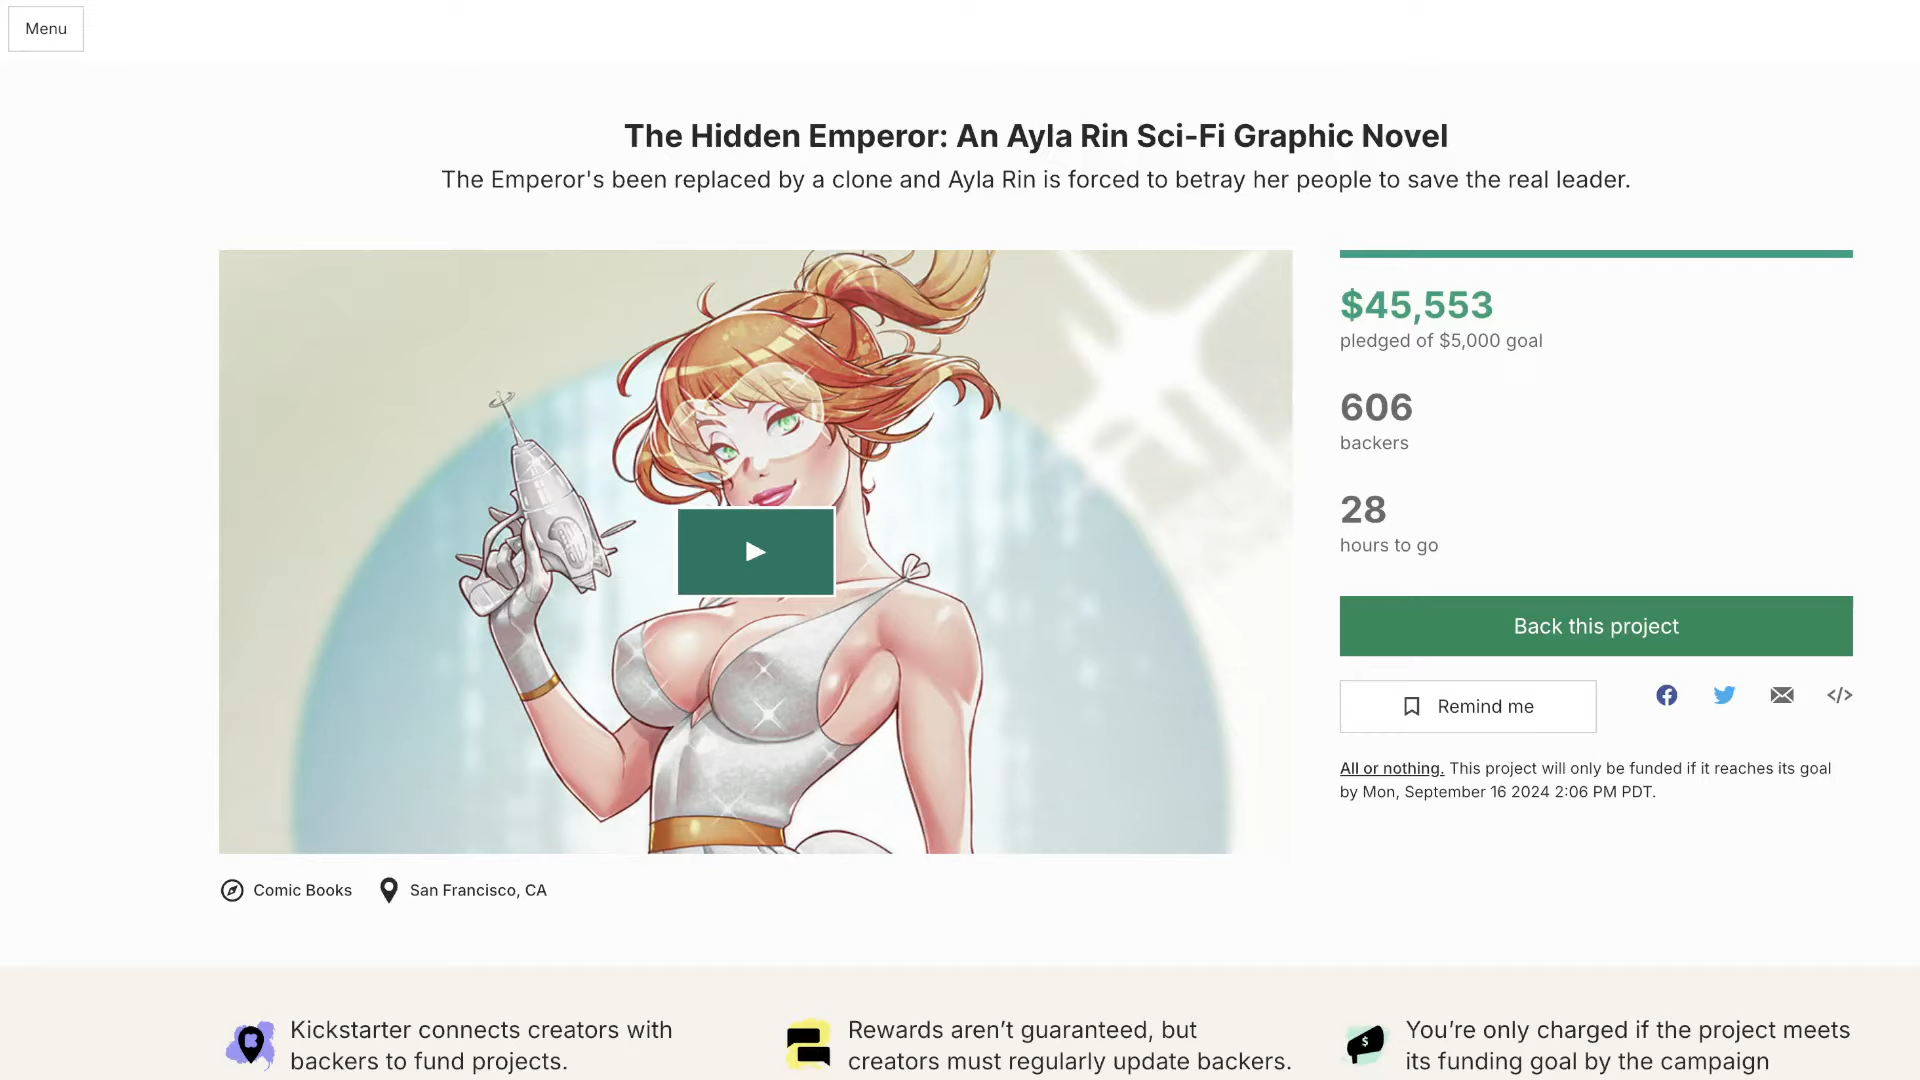 Menu
The Hidden Emperor: An Ayla Rin Sci-Fi Graphic Novel
The Emperor's been replaced by a clone and Ayla Rin is forced to betray her people to save the real leader.
$45,553
pledged of $5,000 goal
606
backers
28
hours to go
Back this project
Remind me
</>
All or nothing. This project will only be funded if it reaches its goal
by Mon, September 16 2024 2:06 PM PDT.
Comic Books
San Francisco, CA
Kickstarter connects creators with
backers to fund projects.
Rewards aren’t guaranteed, but
creators must regularly update backers.
You’re only charged if the project meets
its funding goal by the campaign